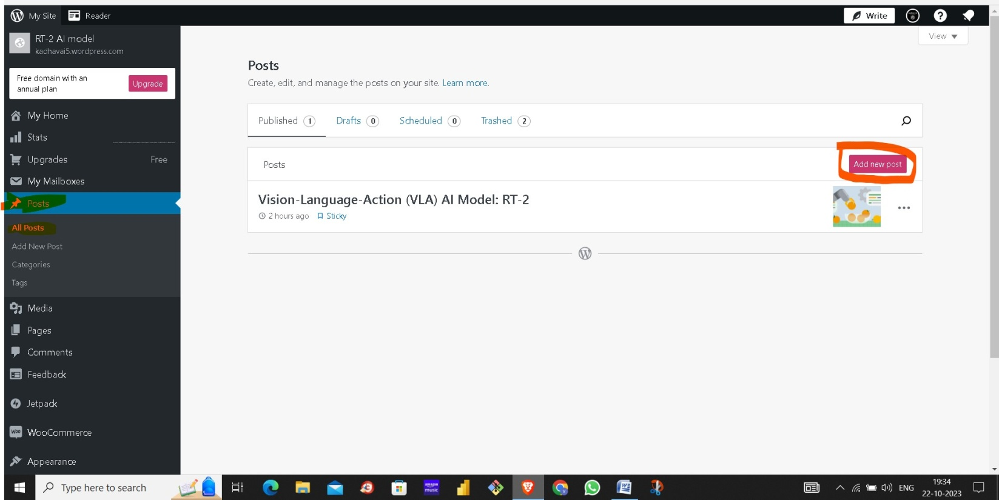 My Site Reader Write
RT-2 AI model
kadhavai5.wordpress.com
View
Free domain with an
annual plan
Upgrade
My Home
Stats
Upgrades Free
My Mailboxes
Posts
All Posts
Add New Post
Categories
Tags
Media
Pages
Comments
Feedback
Jetpack
WooCommerce
Appearance
Posts
Create, edit, and manage the posts on your site. Learn more.
Published 1 Drafts 0 Scheduled 0 Trashed 2
Posts Add new post
Vision-Language-Action (VLA) AI Model: RT-2
2 hours ago Sticky
Type here to search
amazon
music
ENG
19:34
22-10-2023